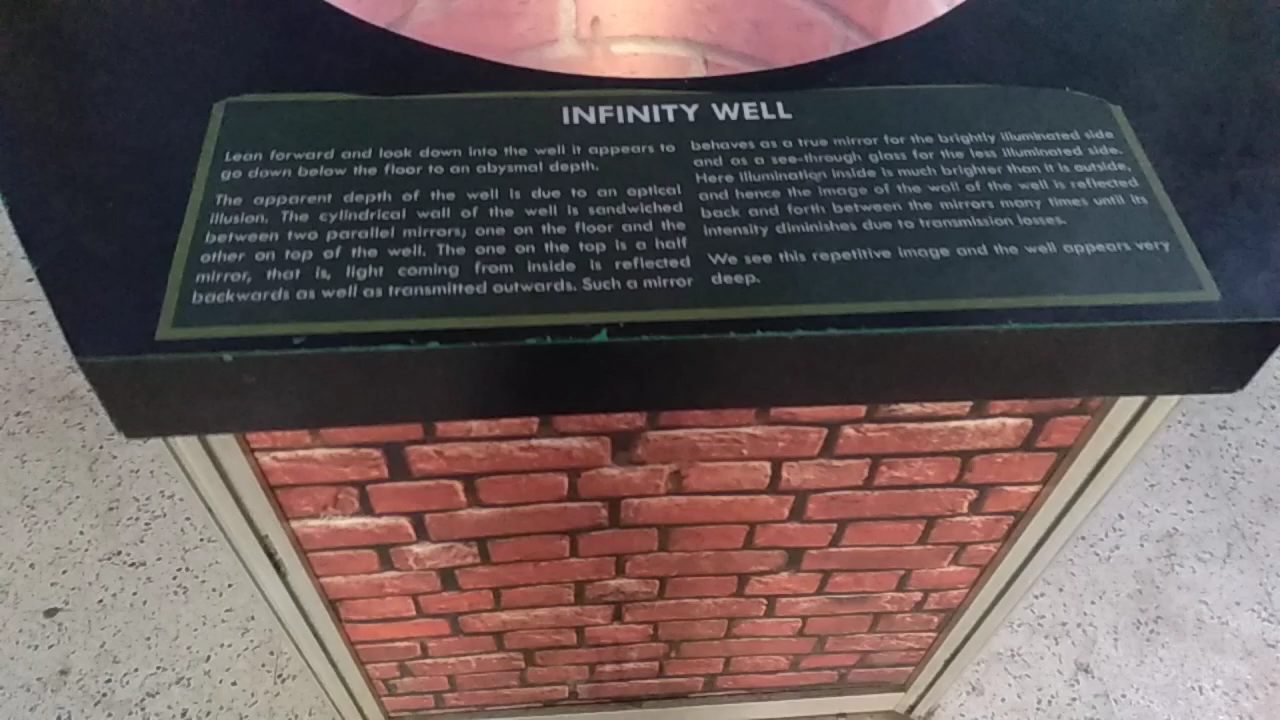 INFINITY WELL
Lean forward and look down into the well it appears to
go down below the floor to an abysmal depth.
The apparent depth of the well is due to an optical
illusion. The cylindrical wall of the well is sandwiched
between two parallel mirrors; one on the floor and the
other on top of the well. The one on the top is a half
mirror, that is, light coming from inside is reflected
backwards as well as transmitted outwards. Such a mirror
behaves as a true mirror for the brightly illuminated side
and as a see-through glass for the less illuminated side.
Here illumination inside is much brighter than it is outside,
and hence the image of the wall of the well is reflected
back and forth between the mirrors many times until its
intensity diminishes due to transmission losses.
We see this repetitive image and the well appears very
deep.